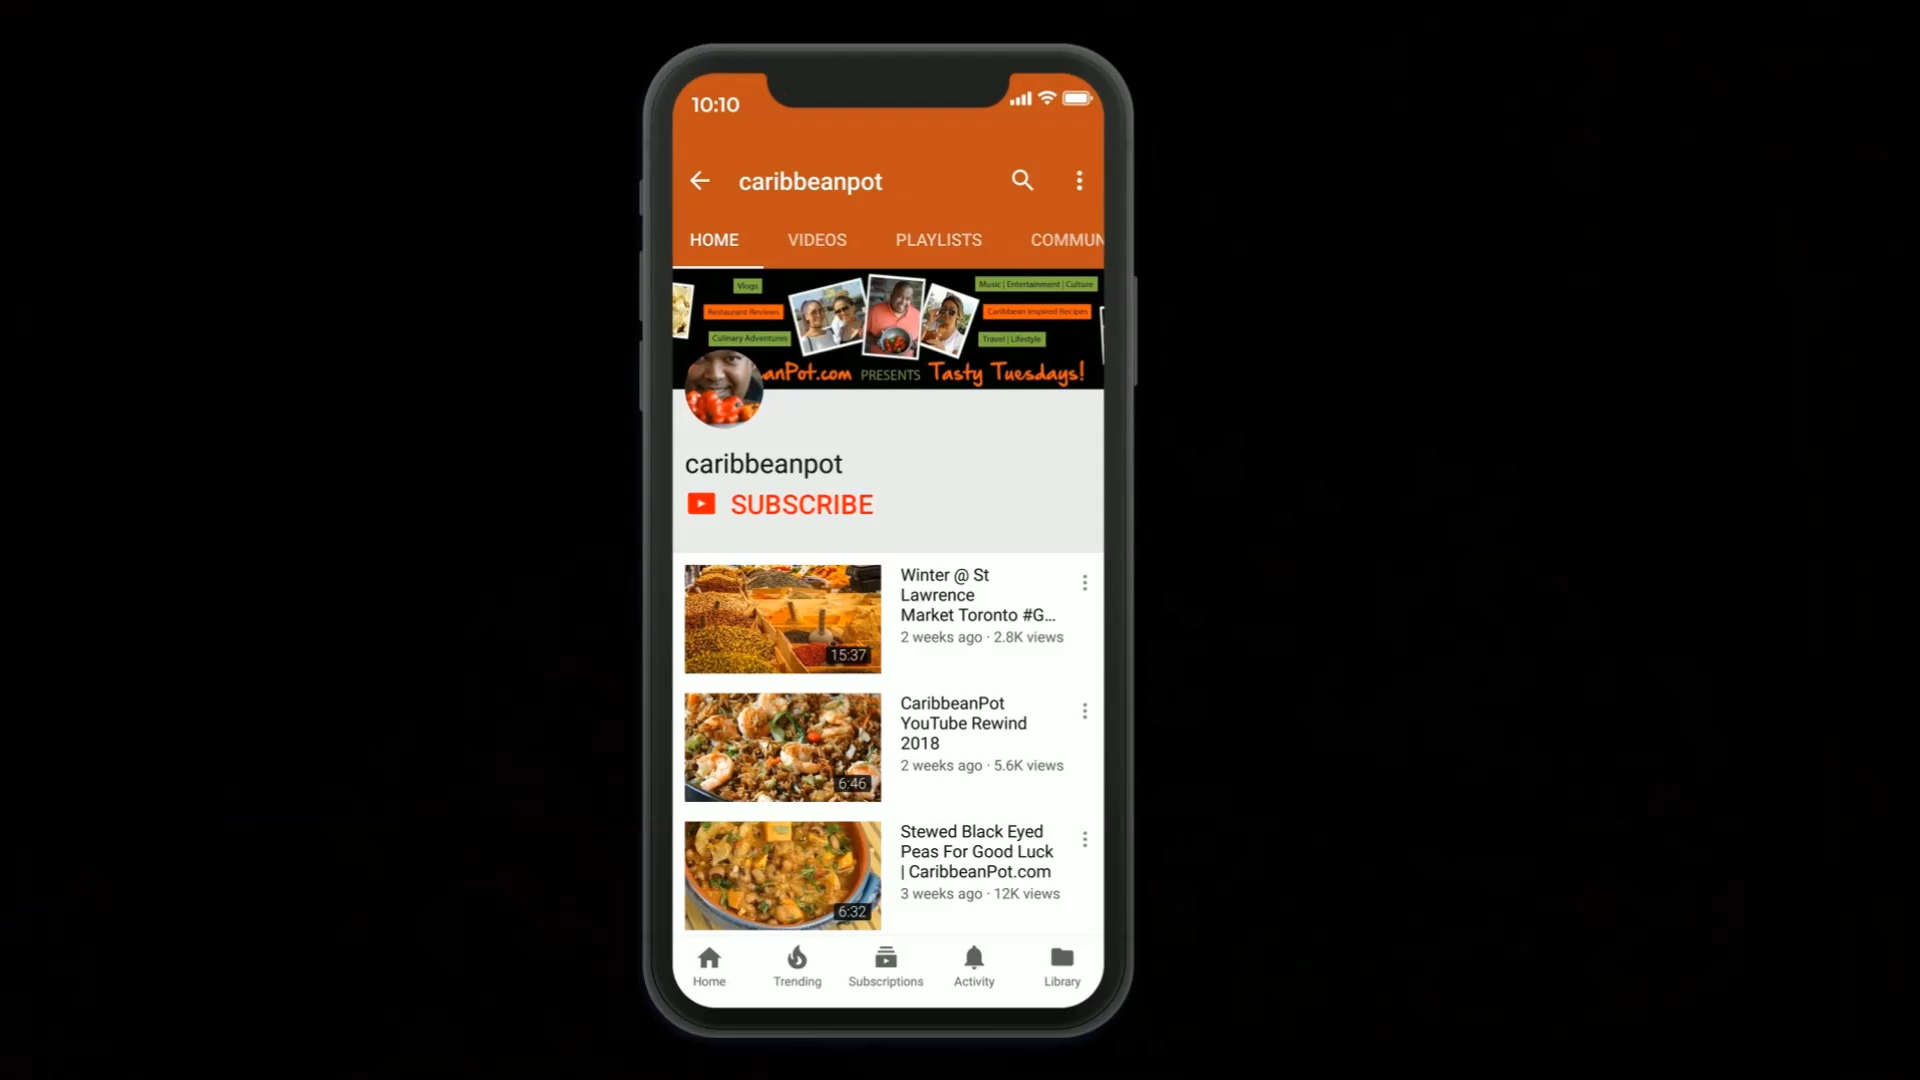 10:10
caribbeanpot
HOME VIDEOS PLAYLISTS COMMUN
Vlogs
Restaurant Reviews
Culinary Adventures
Music | Entertainment | Culture
Caribbean Inspired Recipes
Travel | Lifestyle
anPot.com PRESENTS Tasty Tuesdays!
caribbeanpot
SUBSCRIBE
Winter @ St
Lawrence
Market Toronto #G...
2 weeks ago · 2.8K views
15:37
CaribbeanPot
YouTube Rewind
2018
2 weeks ago · 5.6K views
6:46
Stewed Black Eyed
Peas For Good Luck
| CaribbeanPot.com
3 weeks ago · 12K views
6:32
Home Trending Subscriptions Activity Library